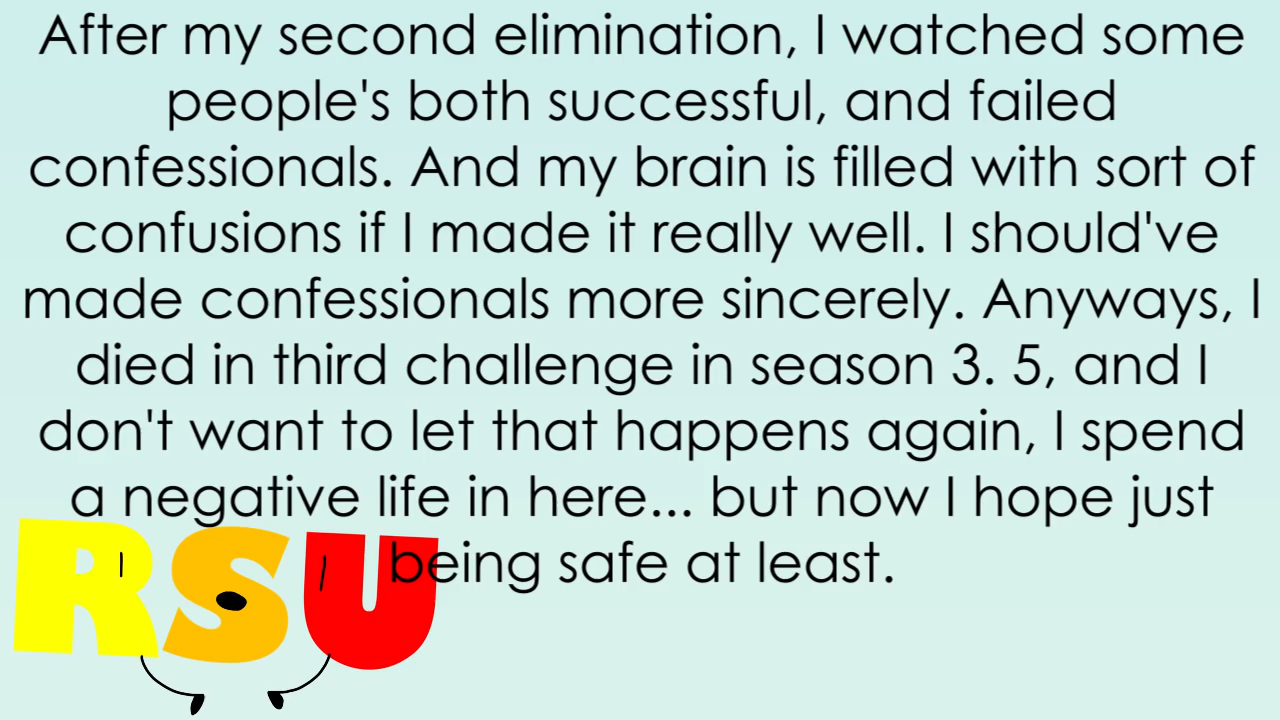 After my second elimination, I watched some
people's both successful, and failed
confessionals. And my brain is filled with sort of
confusions if I made it really well. I should've
made confessionals more sincerely. Anyways, I
died in third challenge in season 3. 5, and I
don't want to let that happens again, I spend
a negative life in here... but now I hope just
being safe at least.
RSU